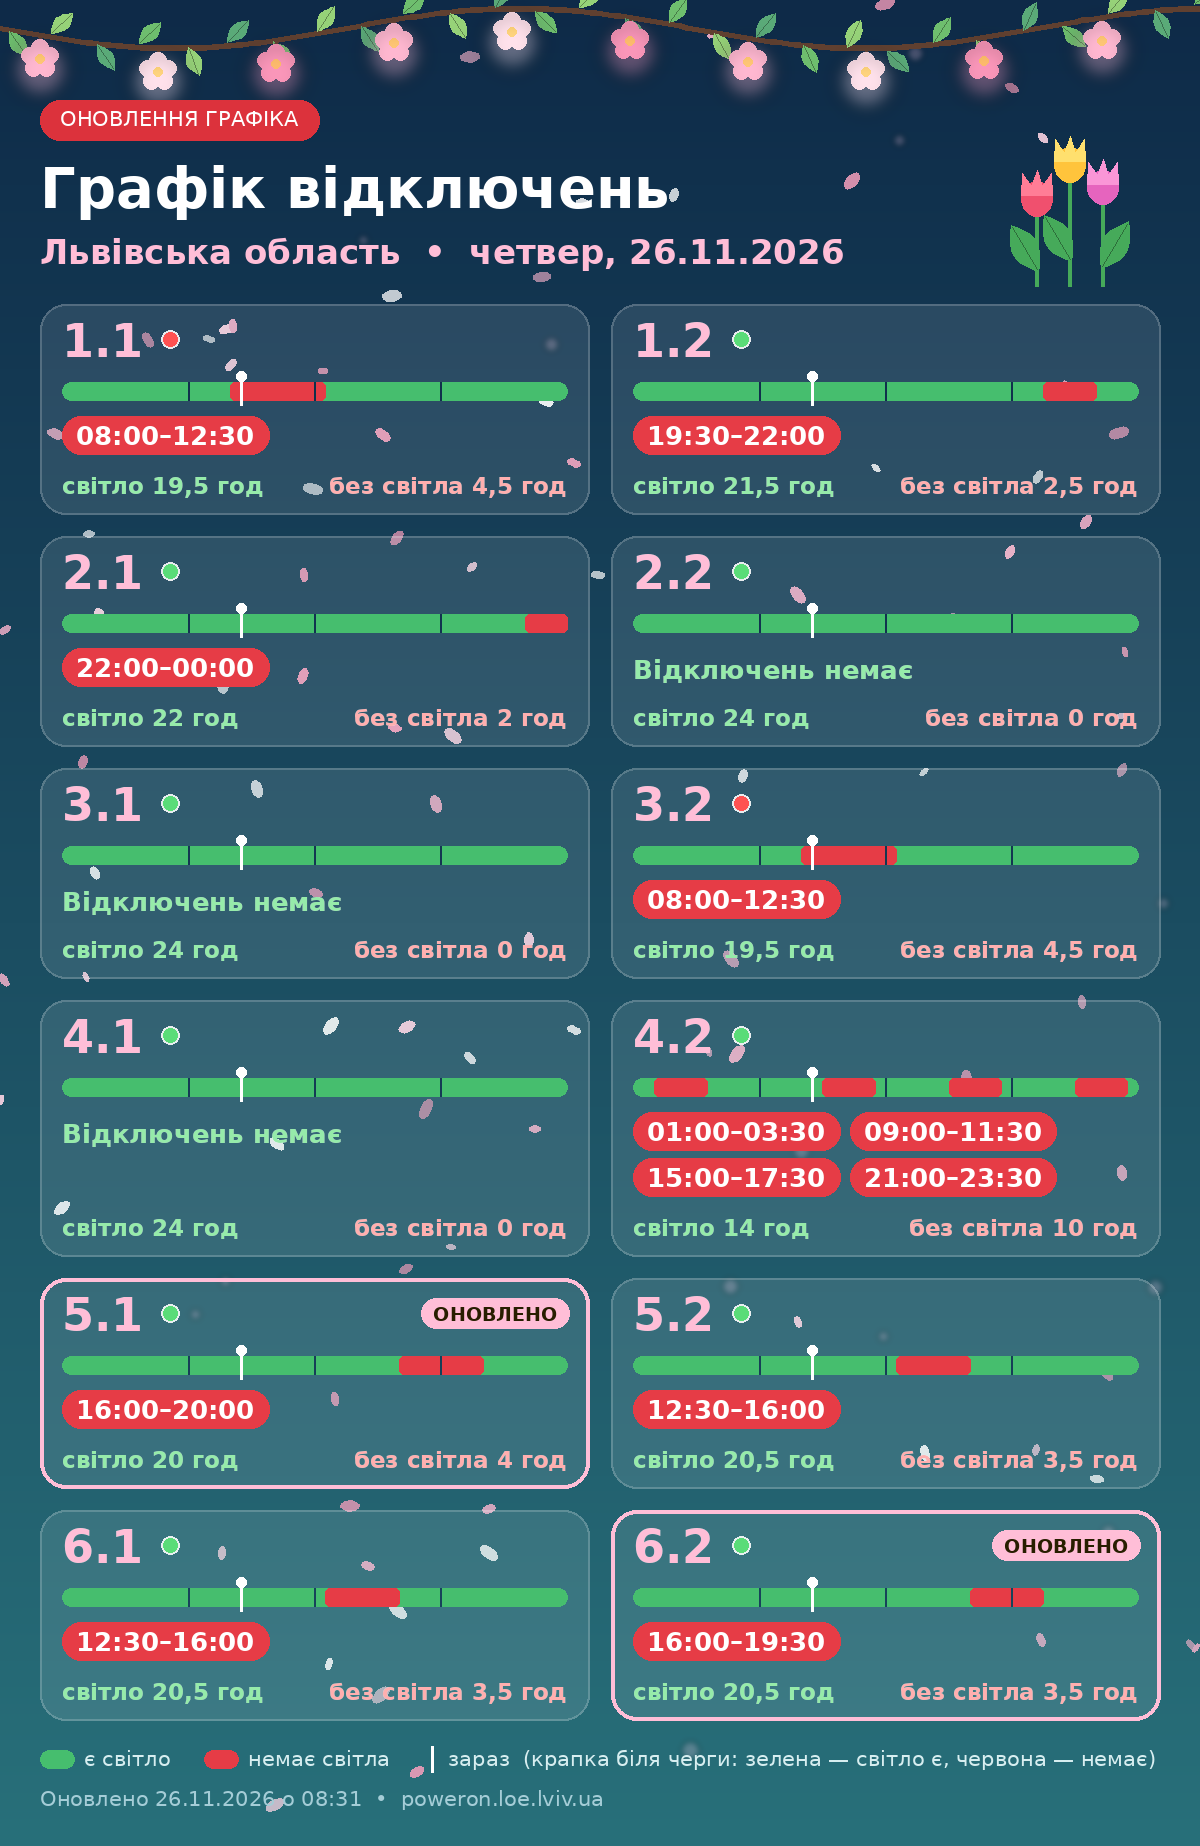 ОНОВЛЕННЯ ГРАФІКА
Графік відключень
Львівська область • четвер, 26.11.2026
1.1
08:00–12:30
світло 19,5 год без світла 4,5 год
1.2
19:30–22:00
світло 21,5 год без світла 2,5 год
2.1
22:00–00:00
світло 22 год без світла 2 год
2.2
Відключень немає
світло 24 год без світла 0 год
3.1
Відключень немає
світло 24 год без світла 0 год
3.2
08:00–12:30
світло 19,5 год без світла 4,5 год
4.1
Відключень немає
світло 24 год без світла 0 год
4.2
01:00–03:30 09:00–11:30
15:00–17:30 21:00–23:30
світло 14 год без світла 10 год
5.1 ОНОВЛЕНО
16:00–20:00
світло 20 год без світла 4 год
5.2
12:30–16:00
світло 20,5 год без світла 3,5 год
6.1
12:30–16:00
світло 20,5 год без світла 3,5 год
6.2 ОНОВЛЕНО
16:00–19:30
світло 20,5 год без світла 3,5 год
є світло немає світла зараз (крапка біля черги: зелена — світло є, червона — немає)
Оновлено 26.11.2026 о 08:31 • poweron.loe.lviv.ua